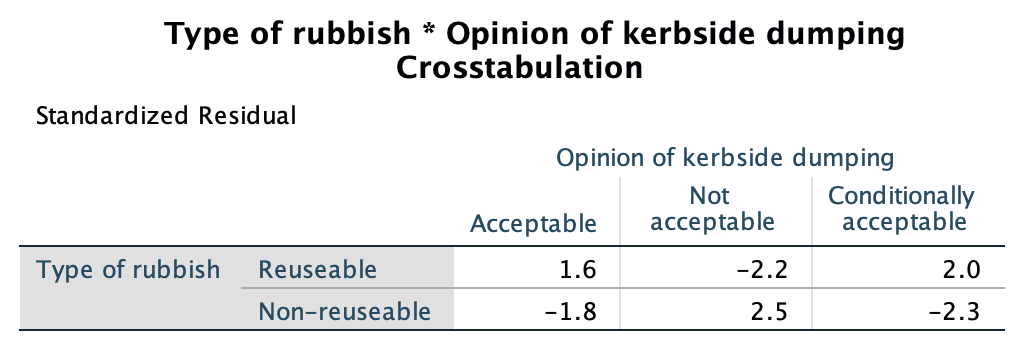 Type of rubbish * Opinion of kerbside dumping
Crosstabulation
Standardized Residual
Opinion of kerbside dumping
Acceptable Not acceptable Conditionally acceptable
Type of rubbish Reuseable 1.6 −2.2 2.0
Non−reuseable −1.8 2.5 −2.3